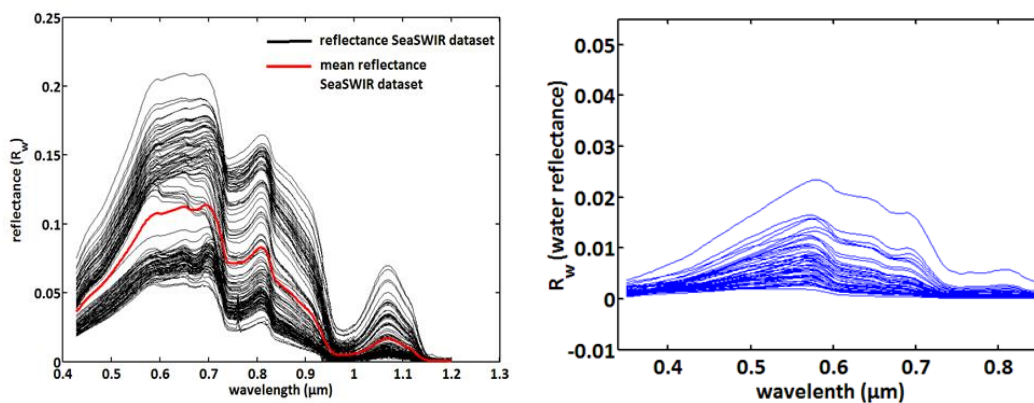 0.25
0.2
0.15
0.1
0.05
0
0.4 0.5 0.6 0.7 0.8 0.9 1 1.1 1.2 1.3
reflectance (Rw)
wavelength (µm)
reflectance SeaSWIR dataset
mean reflectance
SeaSWIR dataset
0.05
0.04
0.03
0.02
0.01
0
-0.01
0.4 0.5 0.6 0.7 0.8
Rw (water reflectance)
wavelenth (µm)